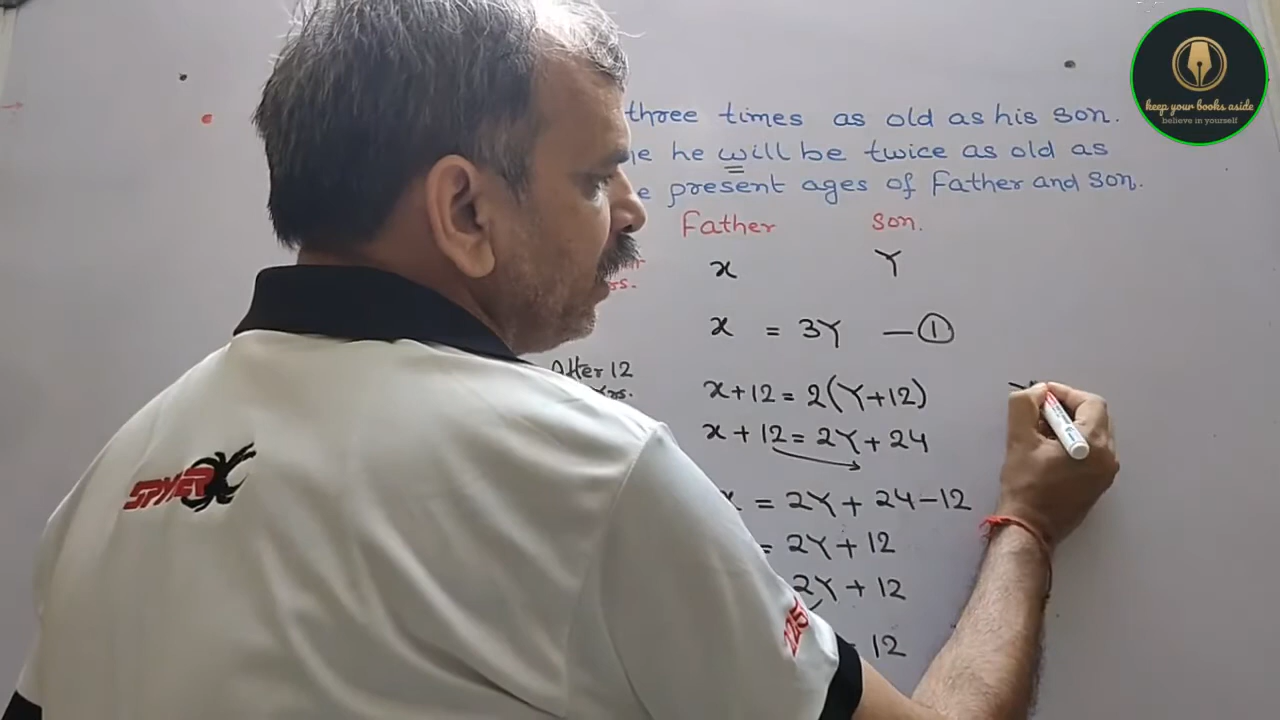 three times as old as his son.
he will be twice as old as
present ages of Father and son.
Father son.
x Y
x = 3Y — ①
After 12
x+12 = 2(Y+12)
x + 12 = 2Y + 24
= 2Y + 24 - 12
= 2Y + 12
2Y + 12
= 12
keep your books aside
believe in yourself
SPYDER